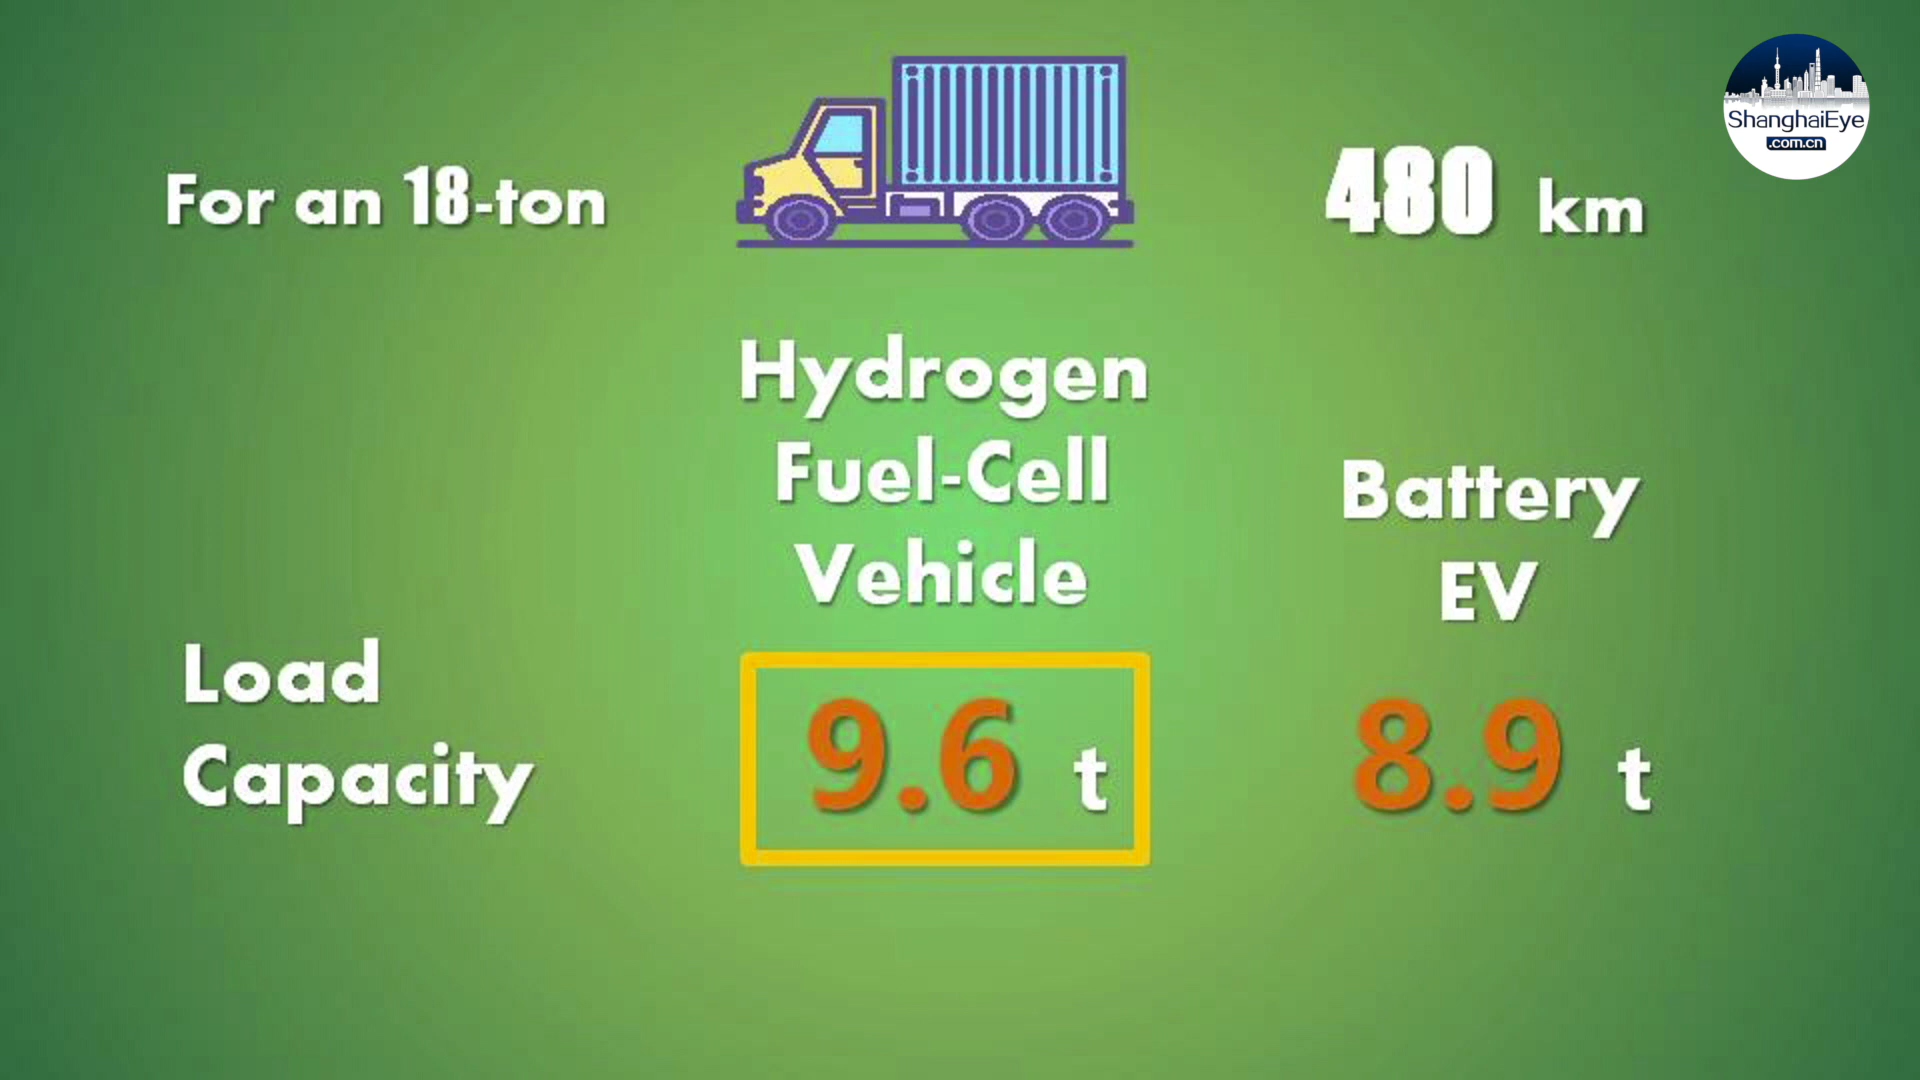 For an 18-ton
480 km
ShanghaiEye
.com.cn
Hydrogen
Fuel-Cell
Vehicle
Battery
EV
Load
Capacity
9.6 t
8.9 t